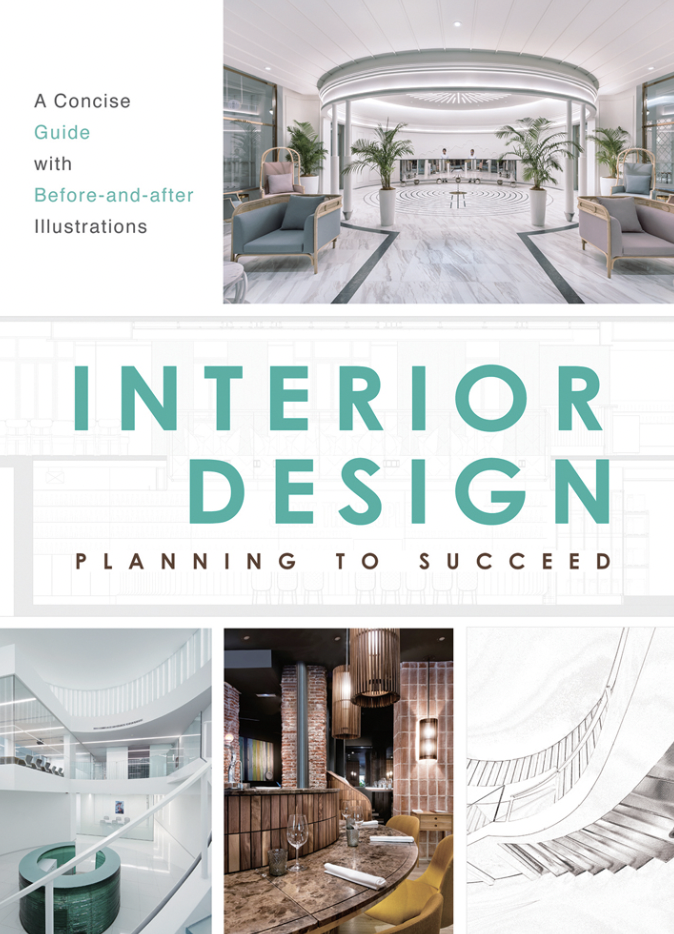 A Concise
Guide
with
Before-and-after
Illustrations
INTERIOR
DESIGN
PLANNING TO SUCCEED